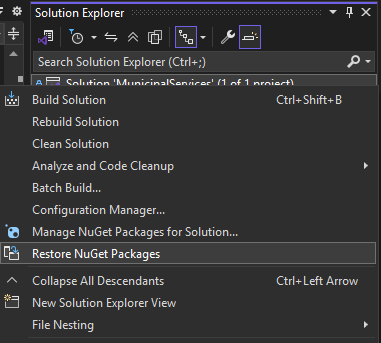 Solution Explorer
Search Solution Explorer (Ctrl+;)
Solution 'MunicipalServices' (1 of 1 project)
Build Solution Ctrl+Shift+B
Rebuild Solution
Clean Solution
Analyze and Code Cleanup
Batch Build...
Configuration Manager...
Manage NuGet Packages for Solution...
Restore NuGet Packages
Collapse All Descendants Ctrl+Left Arrow
New Solution Explorer View
File Nesting